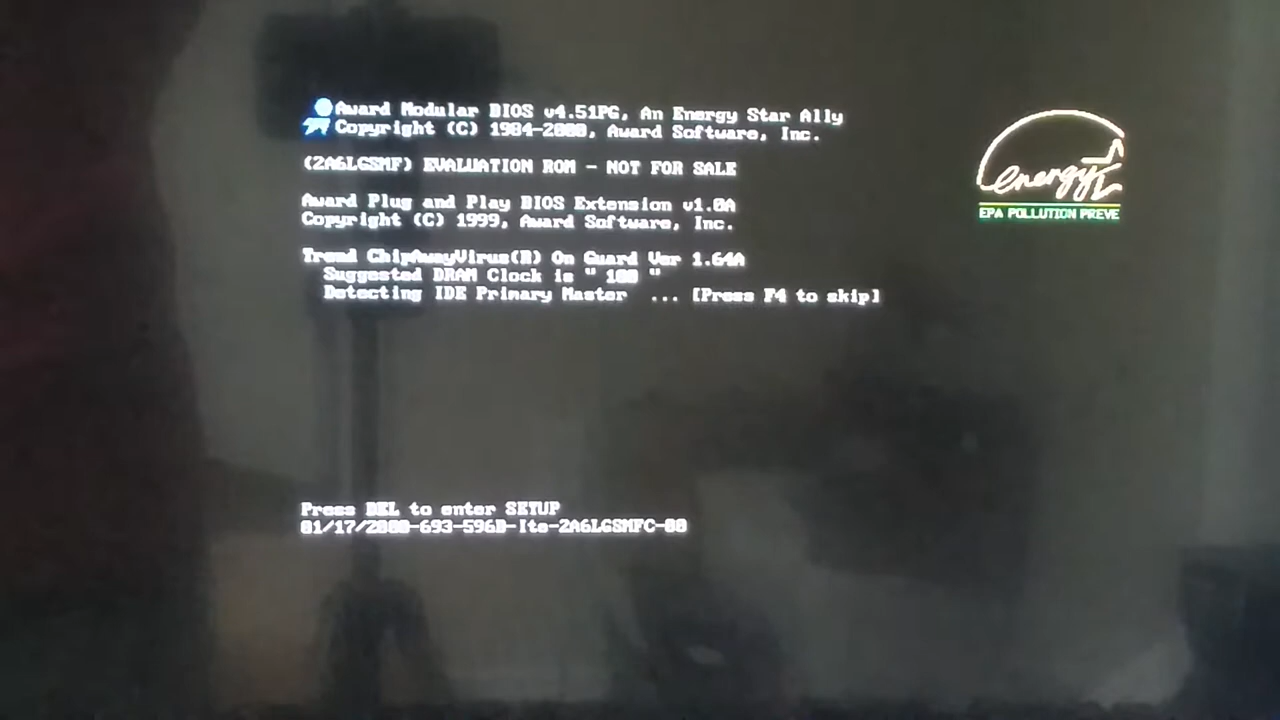 Award Modular BIOS v4.51PG, An Energy Star Ally
Copyright (C) 1984-2000, Award Software, Inc.
(2A6LGSMF) EVALUATION ROM - NOT FOR SALE
Award Plug and Play BIOS Extension v1.0A
Copyright (C) 1999, Award Software, Inc.
Trend ChipAwayVirus(R) On Guard Ver 1.64A
Suggested DRAM Clock is " 100 "
Detecting IDE Primary Master ... [Press F4 to skip]
energy
EPA POLLUTION PREVE
Press DEL to enter SETUP
01/17/2000-693-596B-Ite-2A6LGSMFC-00